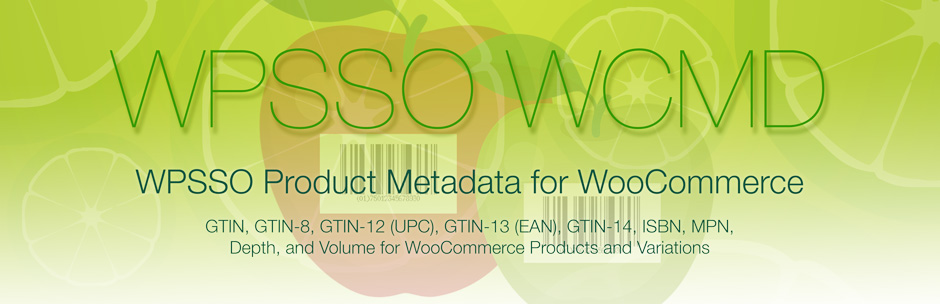 WPSSO WCMD
WPSSO Product Metadata for WooCommerce
GTIN, GTIN-8, GTIN-12 (UPC), GTIN-13 (EAN), GTIN-14, ISBN, MPN,
Depth, and Volume for WooCommerce Products and Variations